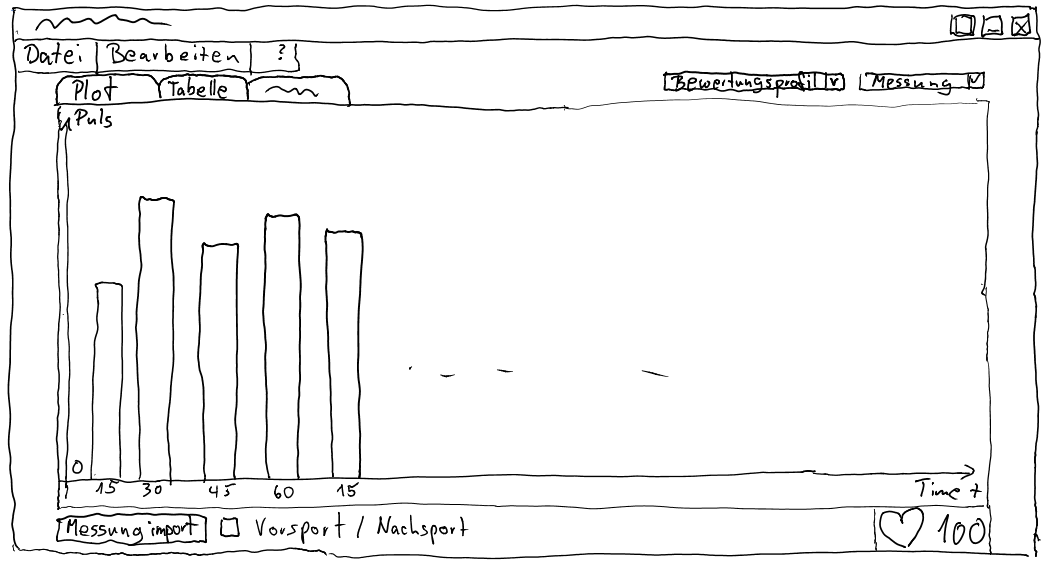 Datei Bearbeiten ?
Plot Tabelle Bewertungsprofil Messung
Puls
0
15 30 45 60 15
Time t
Messung import Vorsport / Nachsport 100